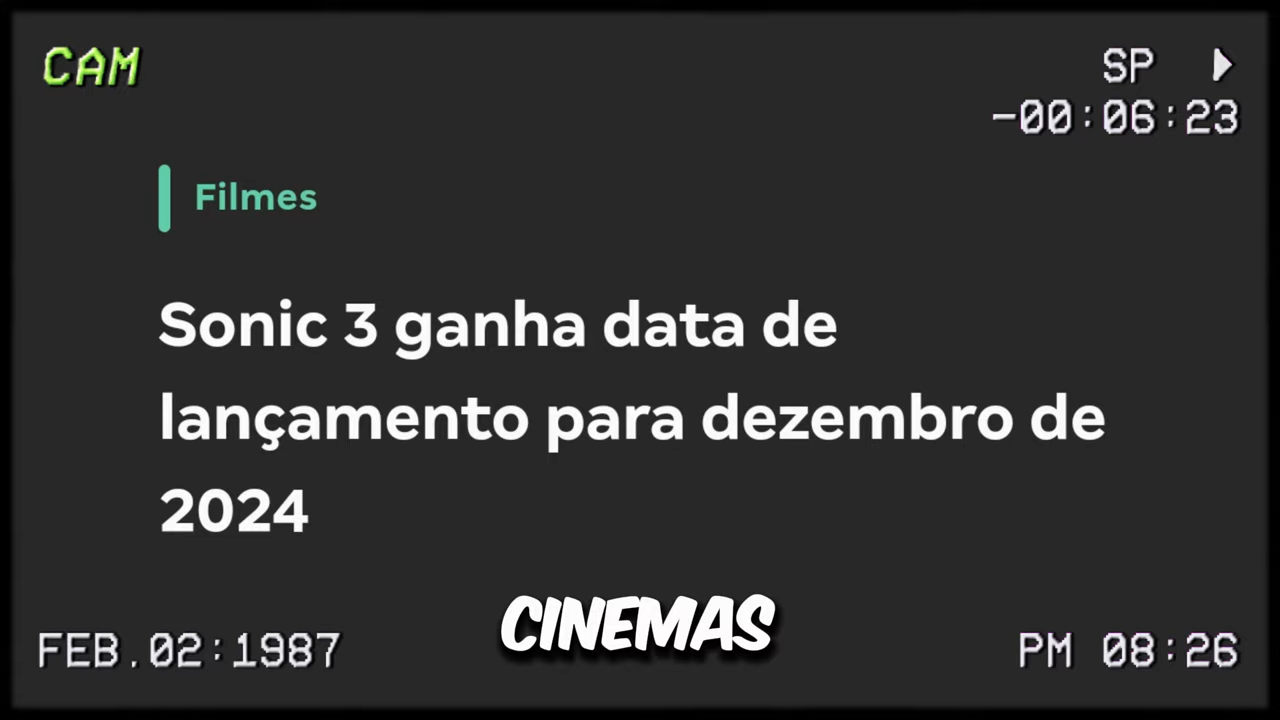 CAM
SP
-00:06:23
Filmes
Sonic 3 ganha data de
lançamento para dezembro de
2024
CINEMAS
FEB.02:1987
PM 08:26